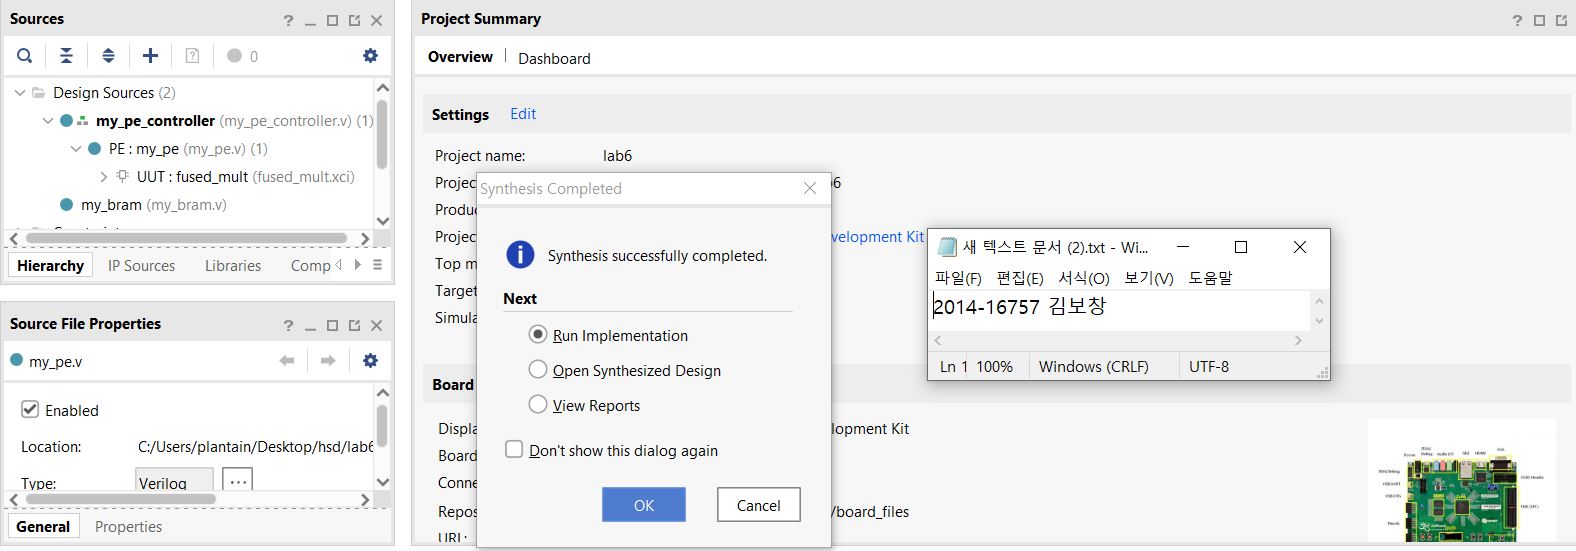 Sources
0
Design Sources (2)
my_pe_controller (my_pe_controller.v) (1)
PE : my_pe (my_pe.v) (1)
UUT : fused_mult (fused_mult.xci)
my_bram (my_bram.v)
Hierarchy IP Sources Libraries Comp
Source File Properties
my_pe.v
Enabled
Location: C:/Users/plantain/Desktop/hsd/lab6
Type: Verilog
General Properties
Project Summary
Overview Dashboard
Settings Edit
Project name: lab6
Projec 6
Produc
Projec velopment Kit
Top m
Target
Simula
Board
Displa lopment Kit
Board
Conne
Repos /board_files
URL:
Synthesis Completed
Synthesis successfully completed.
Next
Run Implementation
Open Synthesized Design
View Reports
Don't show this dialog again
OK Cancel
새 텍스트 문서 (2).txt - Wi...
파일(F) 편집(E) 서식(O) 보기(V) 도움말
2014-16757 김보창
Ln 1 100% Windows (CRLF) UTF-8